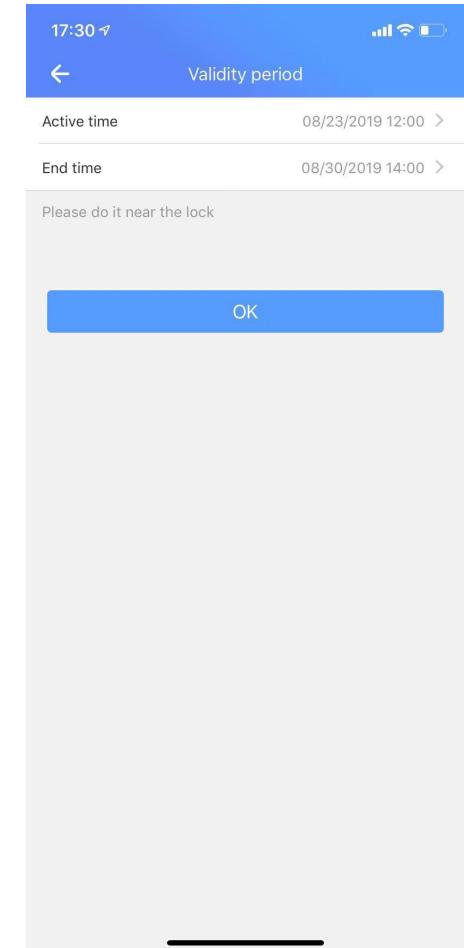 17:30
Validity period
Active time 08/23/2019 12:00
End time 08/30/2019 14:00
Please do it near the lock
OK